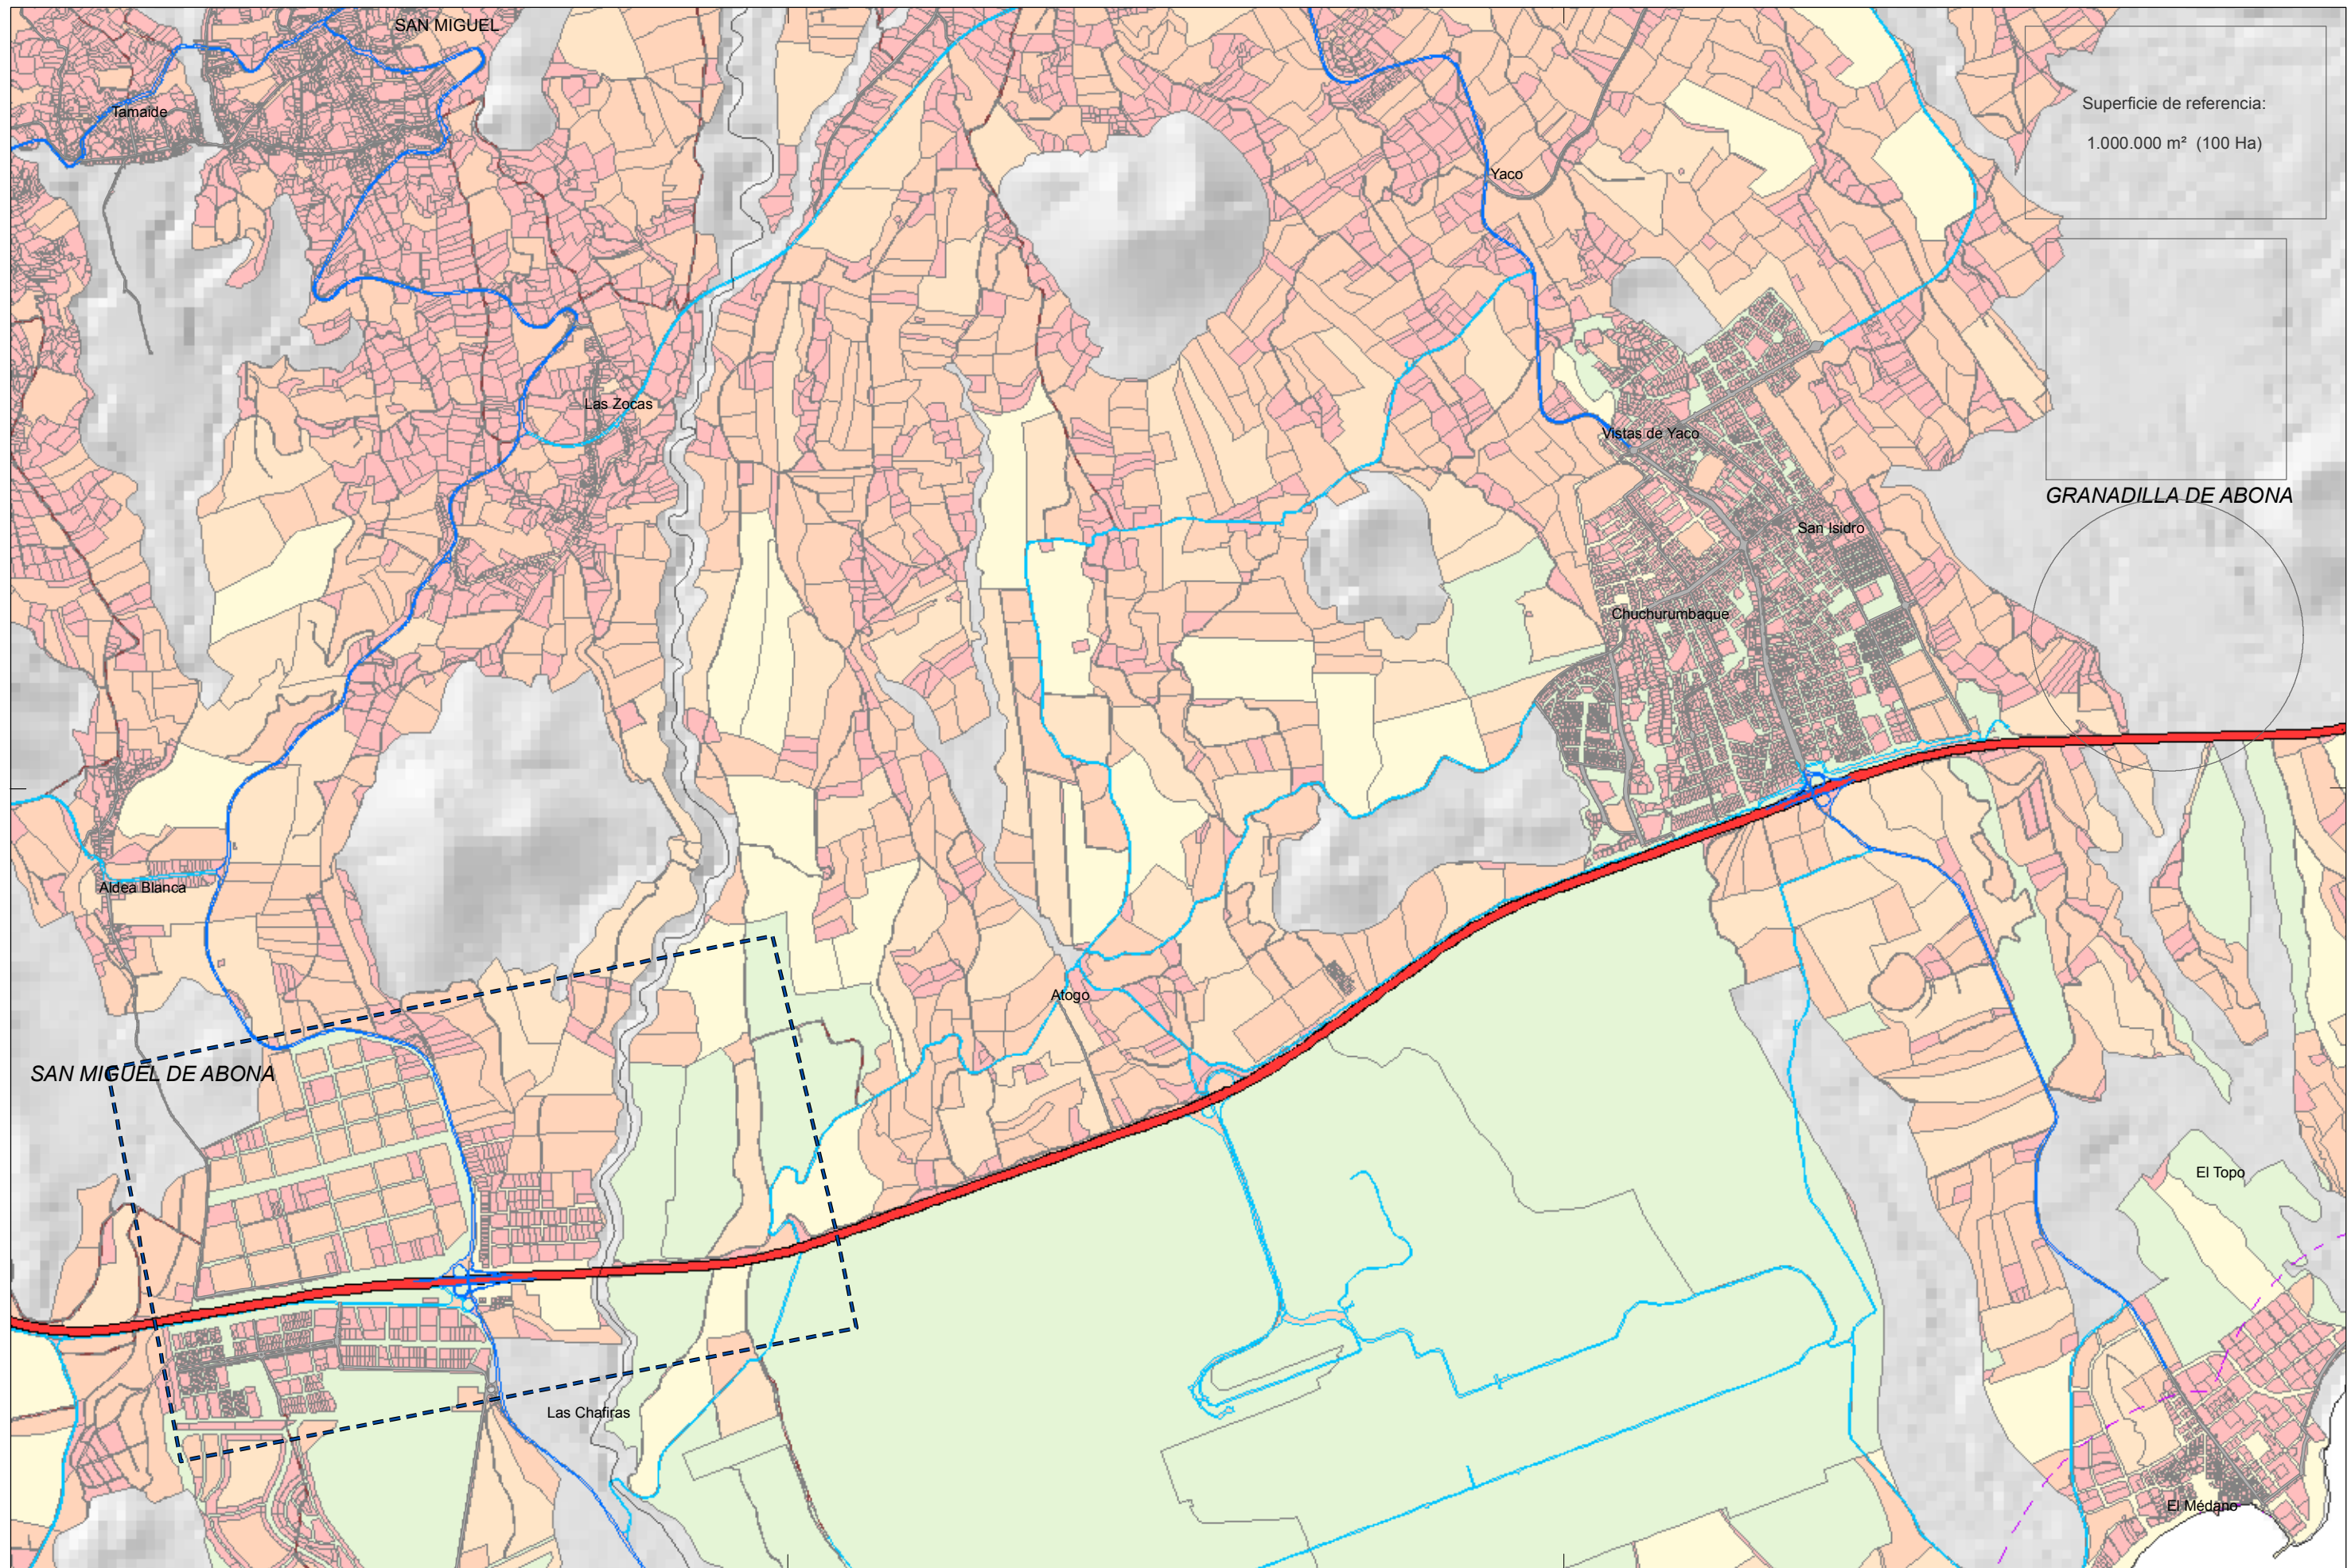 SAN MIGUEL
Superficie de referencia:
Tamaide
1.000.000 m² (100 Ha)
Yaco
Las Zocas
Vistas de Yaco
GRANADILLA DE ABONA
San Isidro
Chuchurumbaque
Aldea Blanca
Atogo
SAN MIGUEL DE ABONA
El Topo
Las Chafiras
El Médano